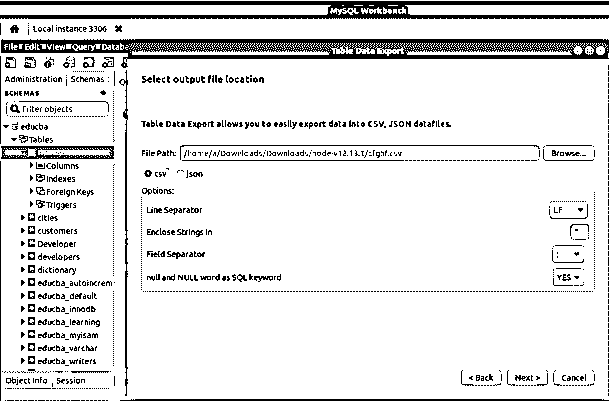 MySQL Workbench
Local instance 3306
File Edit View Query Databa
Table Data Export
Administration Schemas
Select output file location
SCHEMAS
Filter objects
educba
Tables
Table Data Export allows you to easily export data into CSV, JSON datafiles.
File Path: /home/a/Downloads/Downloads/node-v12.13.1/cfghf.csv Browse...
csv json
Columns
Options:
Indexes
Line Separator LF
Foreign Keys
Triggers
Enclose Strings in "
cities
customers
Field Separator ;
Developer
developers
null and NULL word as SQL keyword YES
dictionary
educba_autoincrem
educba_default
educba_innodb
educba_learning
educba_myisam
educba_varchar
educba_writers
< Back Next > Cancel
Object Info Session